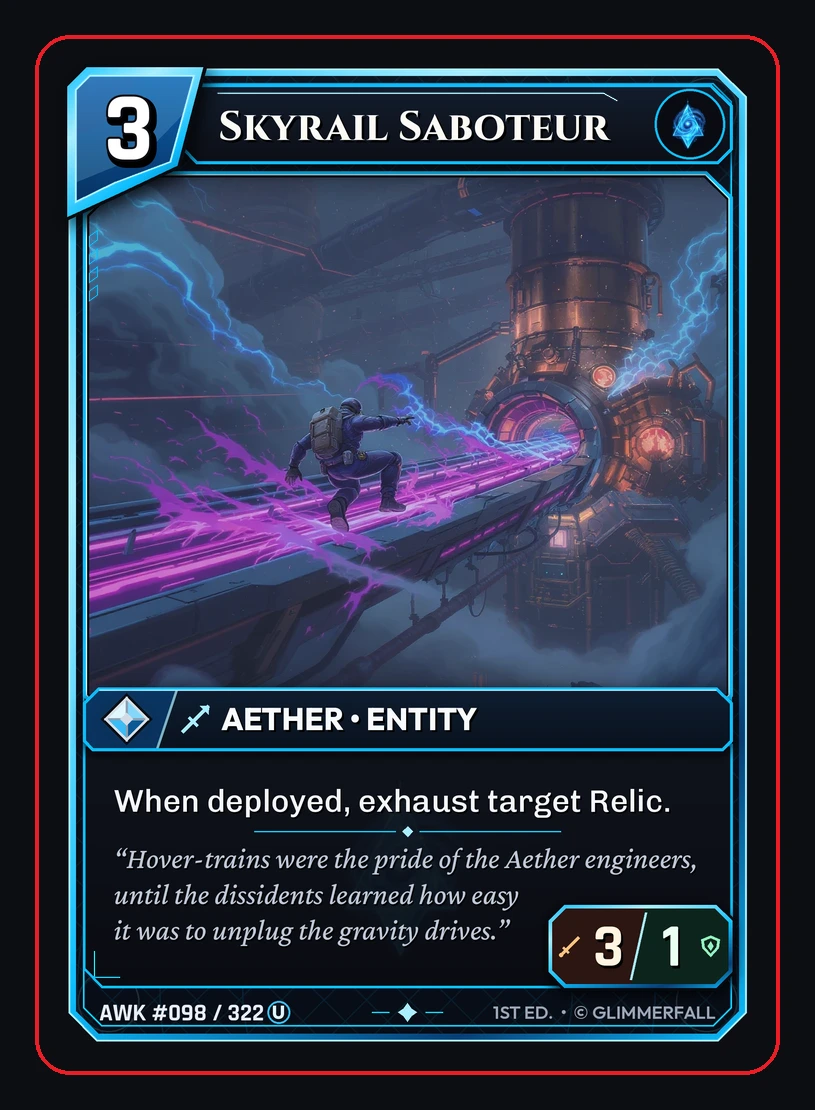 3
SKYRAIL SABOTEUR
AETHER • ENTITY
When deployed, exhaust target Relic.
“Hover-trains were the pride of the Aether engineers,
until the dissidents learned how easy
it was to unplug the gravity drives.”
3 / 1
AWK #098 / 322 U
1ST ED. • © GLIMMERFALL